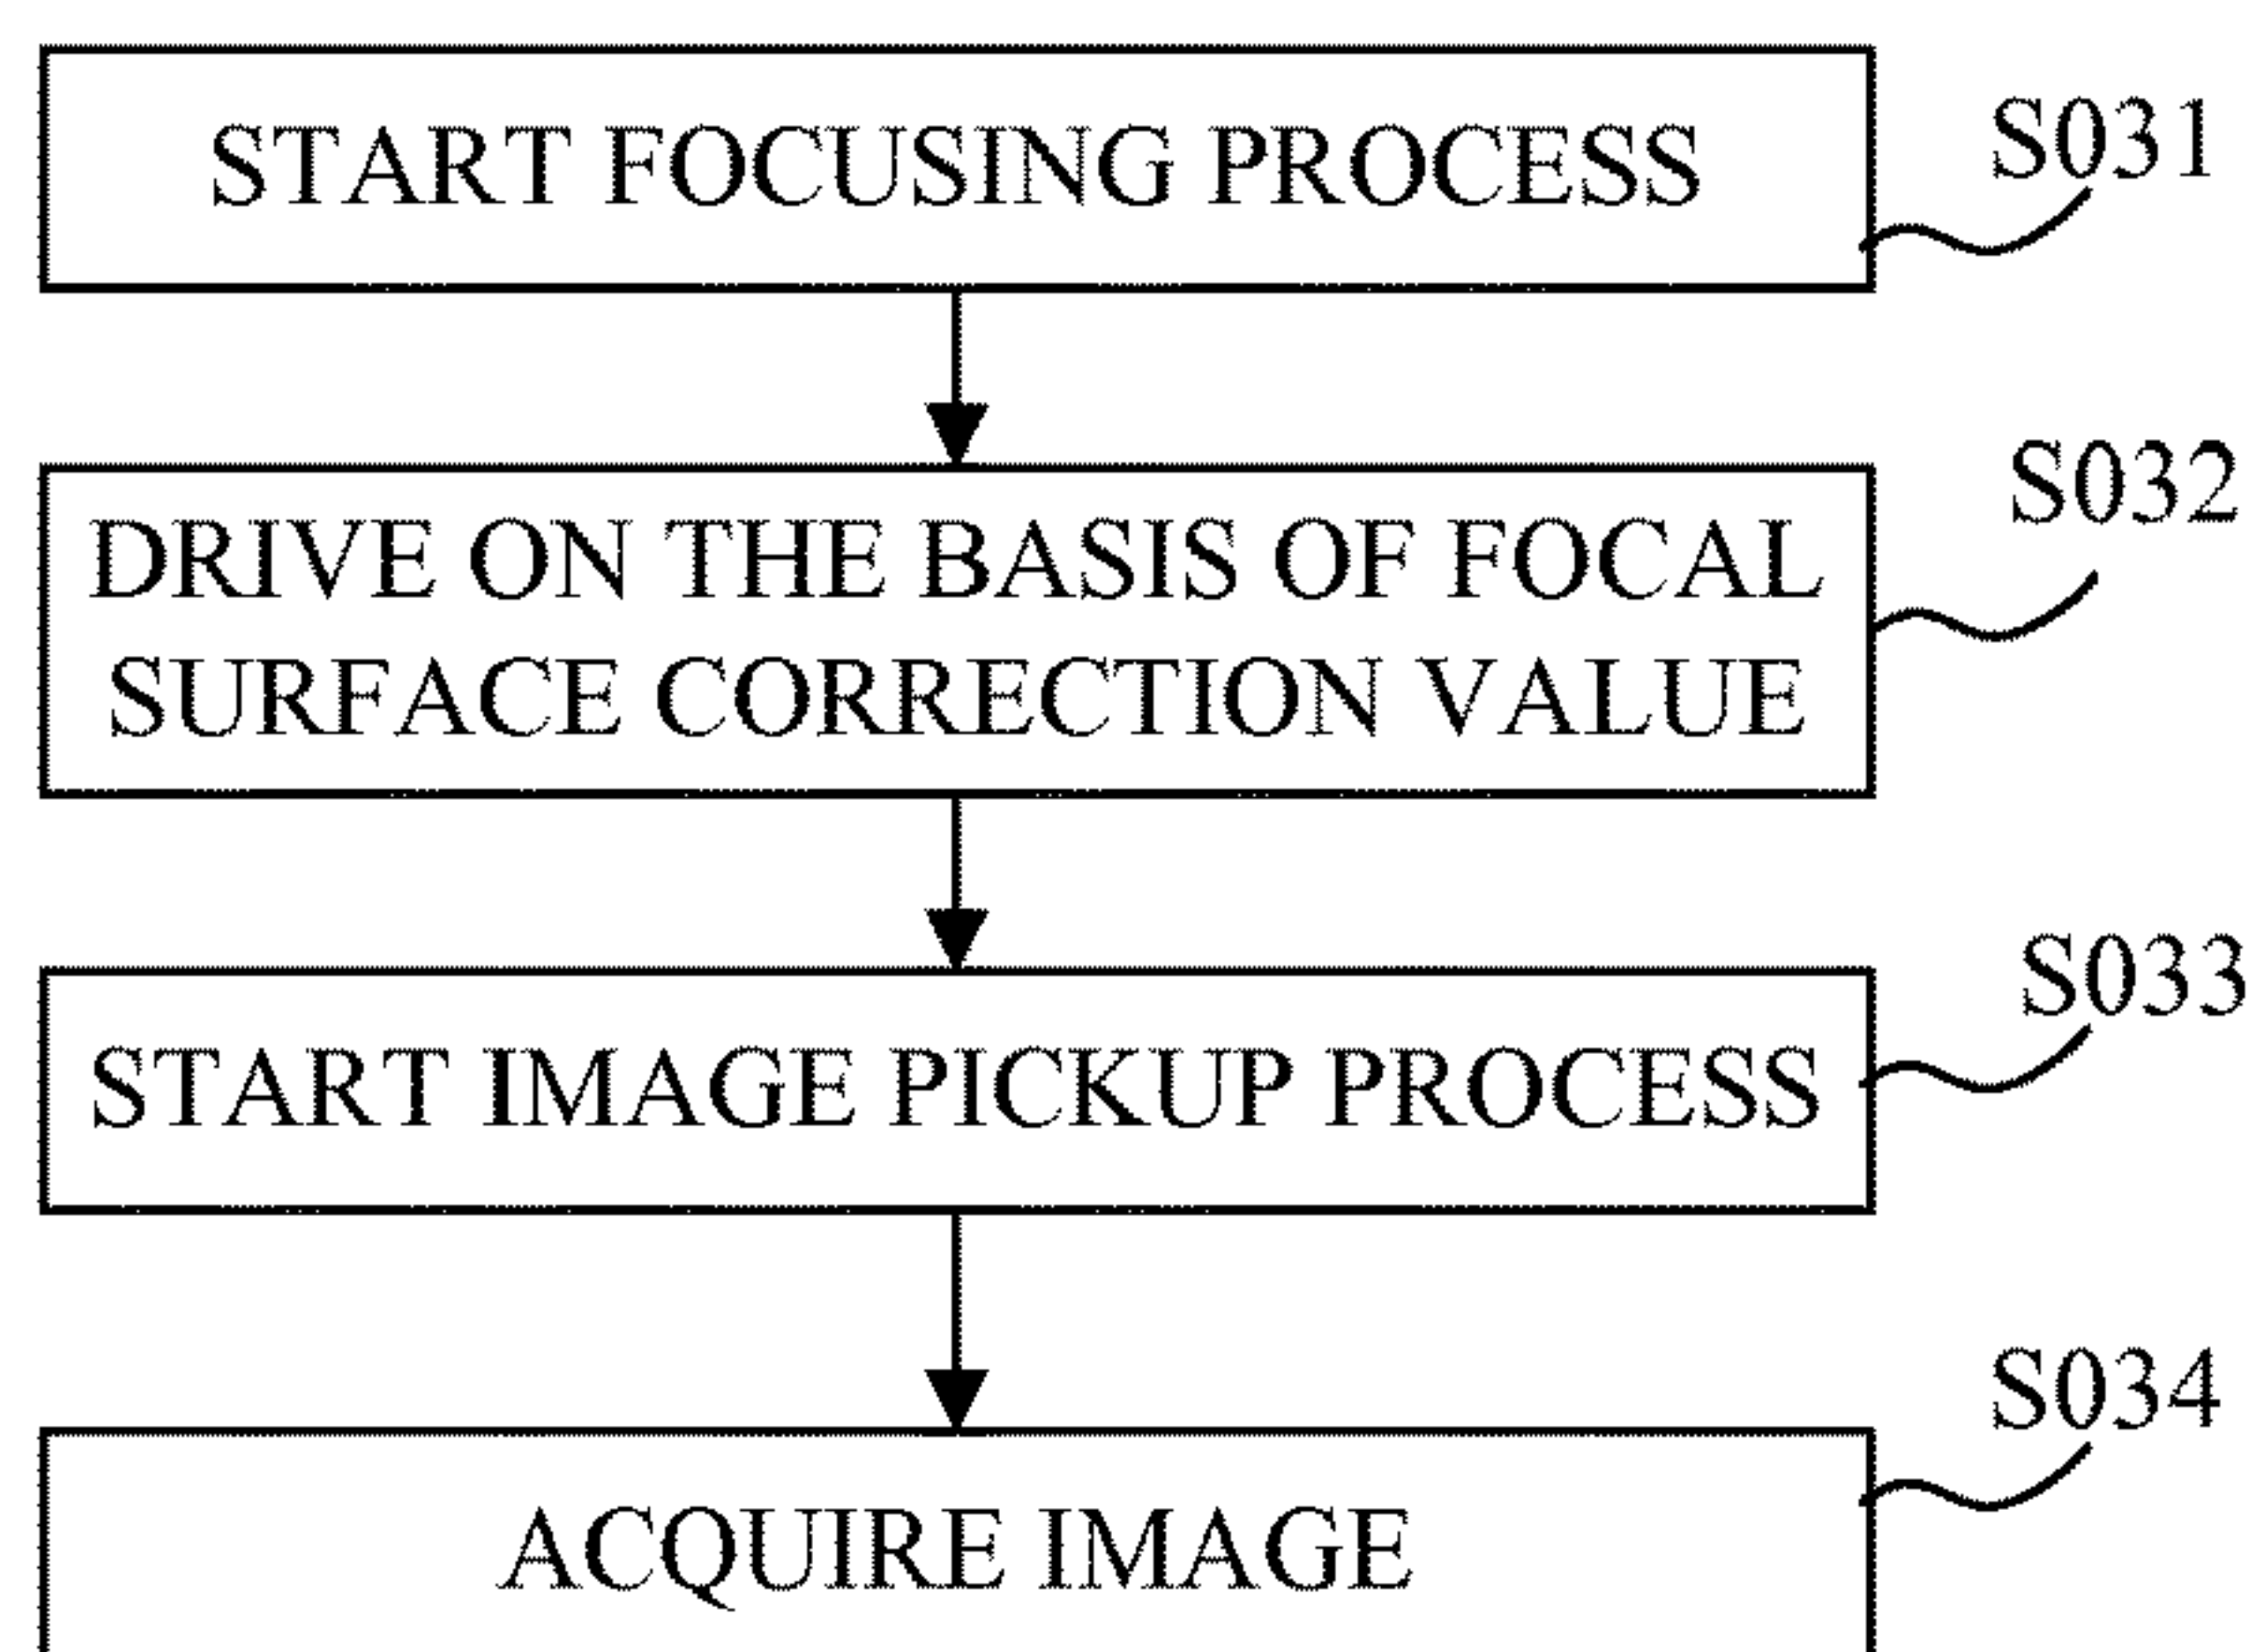 START FOCUSING PROCESS
S031
DRIVE ON THE BASIS OF FOCAL
SURFACE CORRECTION VALUE
S032
START IMAGE PICKUP PROCESS
S033
ACQUIRE IMAGE
S034